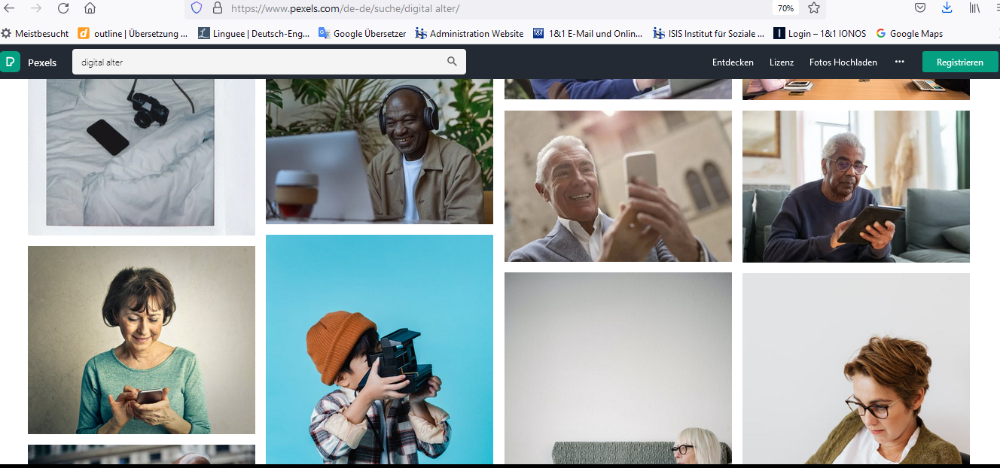 https://www.pexels.com/de-de/suche/digital alter/ 70%
Meistbesucht outline | Übersetzung ... Linguee | Deutsch-Eng... Google Übersetzer Administration Website 1&1 E-Mail und Onlin... ISIS Institut für Soziale ... Login – 1&1 IONOS Google Maps
Pexels digital alter Entdecken Lizenz Fotos Hochladen ••• Registrieren